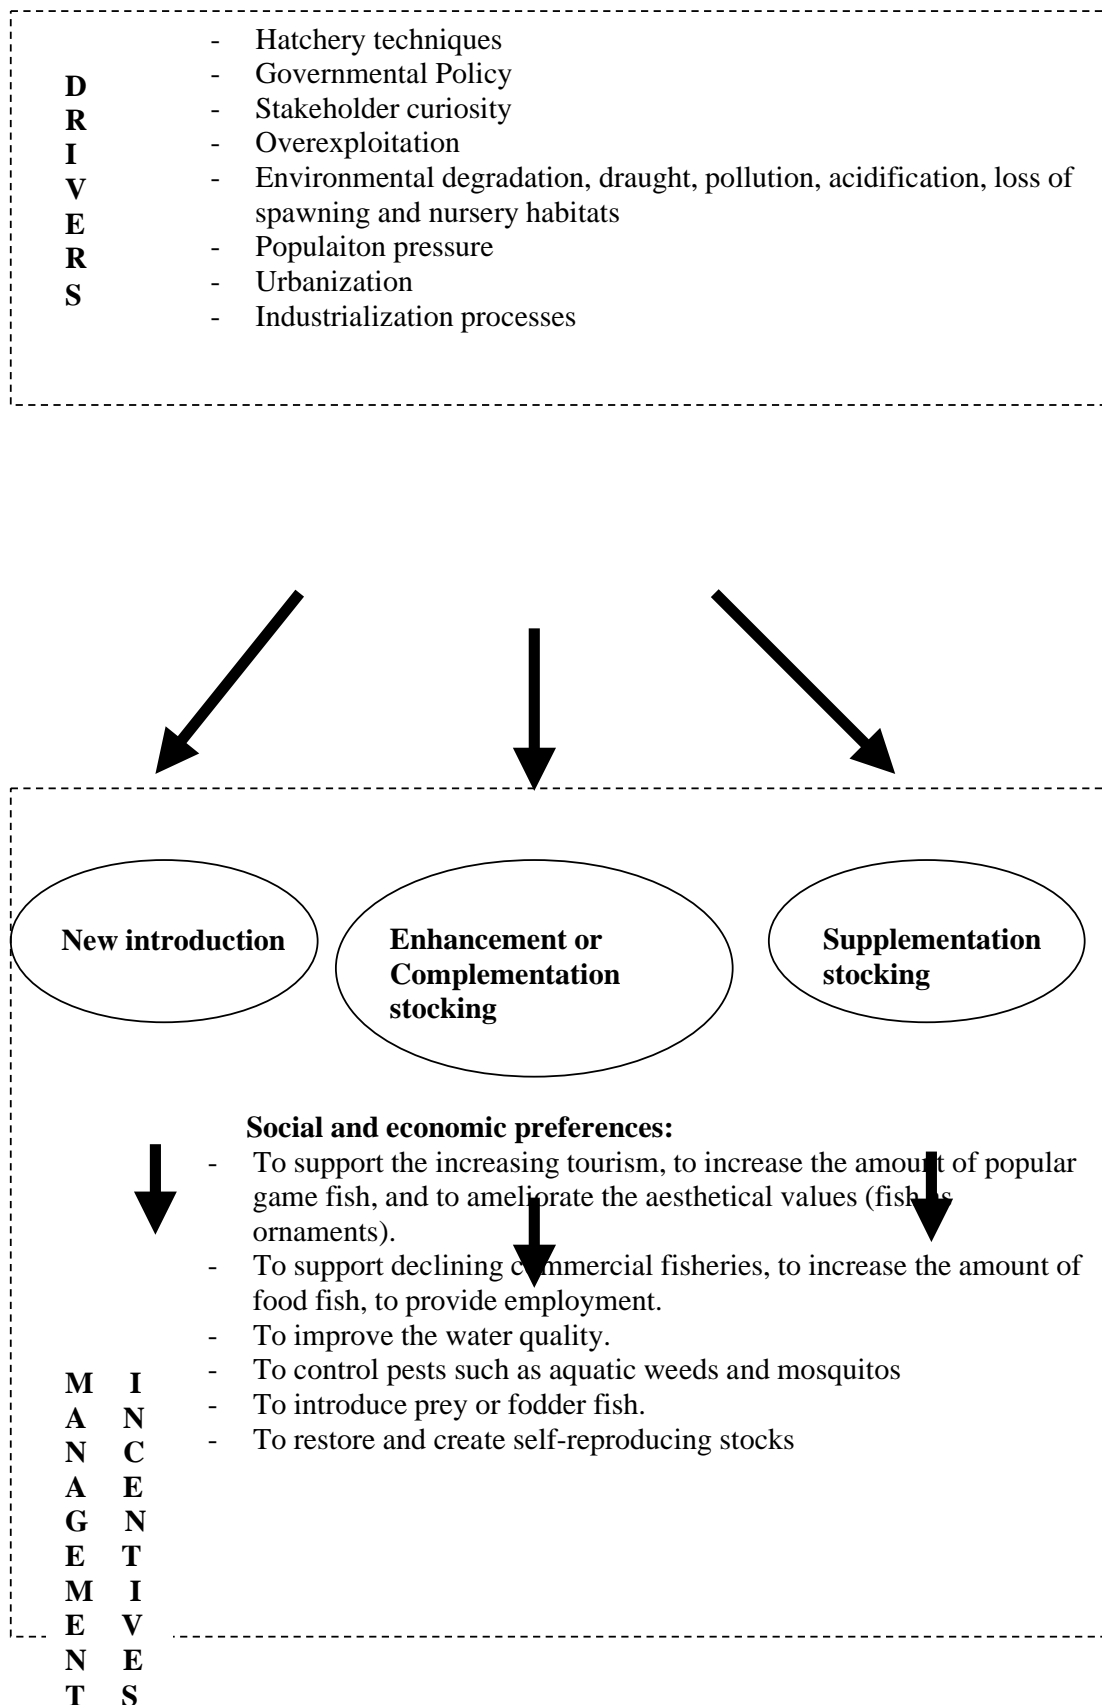 DRIVERS
- Hatchery techniques
- Governmental Policy
- Stakeholder curiosity
- Overexploitation
- Environmental degradation, draught, pollution, acidification, loss of
spawning and nursery habitats
- Populaiton pressure
- Urbanization
- Industrialization processes
New introduction
Enhancement or
Complementation
stocking
Supplementation
stocking
Social and economic preferences:
- To support the increasing tourism, to increase the amount of popular
game fish, and to ameliorate the aesthetical values (fish as
ornaments).
- To support declining commercial fisheries, to increase the amount of
food fish, to provide employment.
- To improve the water quality.
- To control pests such as aquatic weeds and mosquitos
- To introduce prey or fodder fish.
- To restore and create self-reproducing stocks
MANAGEMENT
INCENTIVES